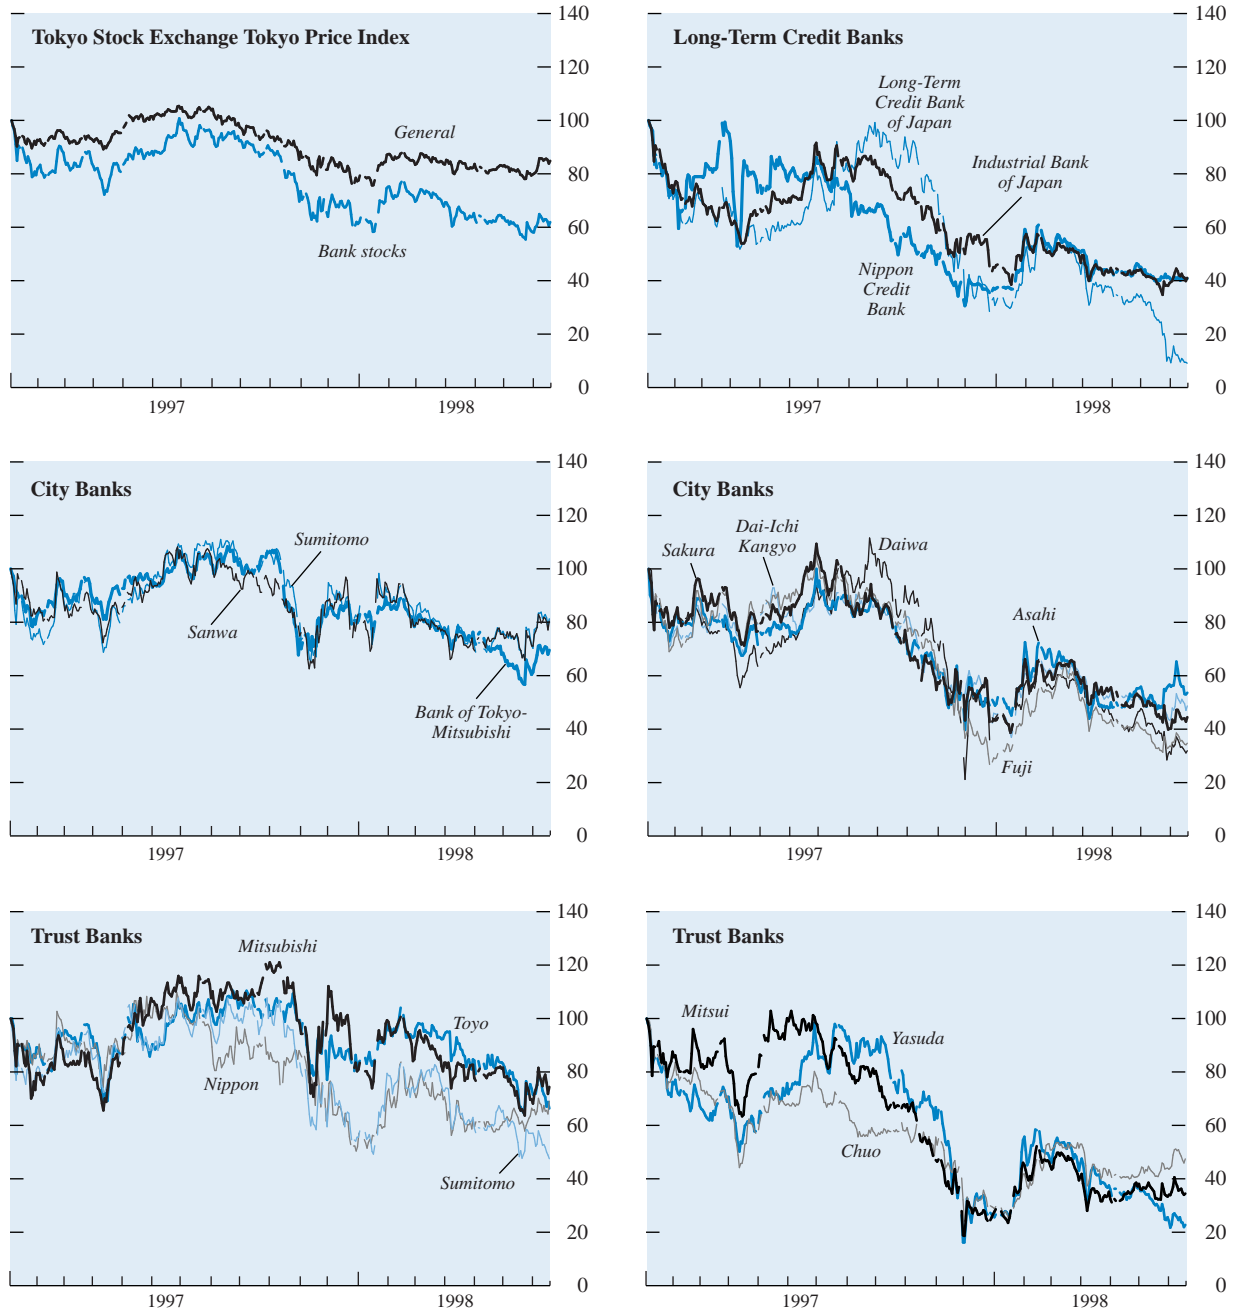 Tokyo Stock Exchange Tokyo Price Index
140
120
100
80
60
40
20
0
General
Bank stocks
1997
1998
Long-Term Credit Banks
140
120
100
80
60
40
20
0
Long-Term
Credit Bank
of Japan
Industrial Bank
of Japan
Nippon
Credit
Bank
1997
1998
City Banks
140
120
100
80
60
40
20
0
Sumitomo
Sanwa
Bank of Tokyo-
Mitsubishi
1997
1998
City Banks
140
120
100
80
60
40
20
0
Sakura
Dai-Ichi
Kangyo
Daiwa
Asahi
Fuji
1997
1998
Trust Banks
140
120
100
80
60
40
20
0
Mitsubishi
Toyo
Nippon
Sumitomo
1997
1998
Trust Banks
140
120
100
80
60
40
20
0
Mitsui
Yasuda
Chuo
1997
1998